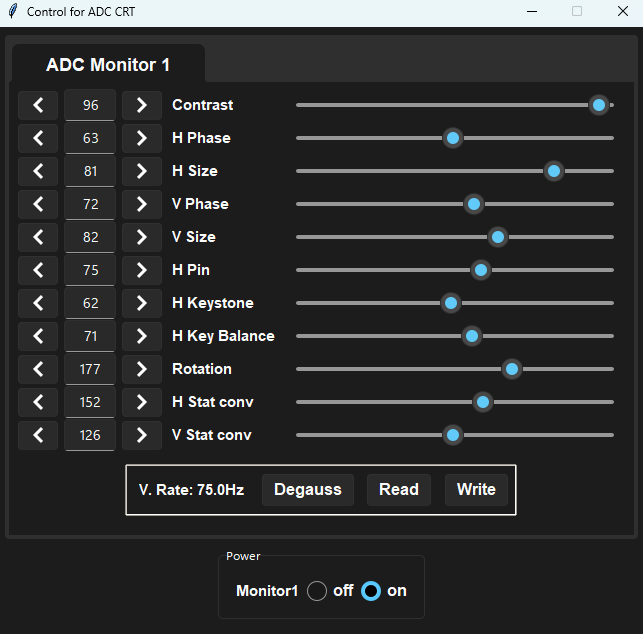 Control for ADC CRT
ADC Monitor 1
96 Contrast
63 H Phase
81 H Size
72 V Phase
82 V Size
75 H Pin
62 H Keystone
71 H Key Balance
177 Rotation
152 H Stat conv
126 V Stat conv
V. Rate: 75.0Hz Degauss Read Write
Power
Monitor1 off on